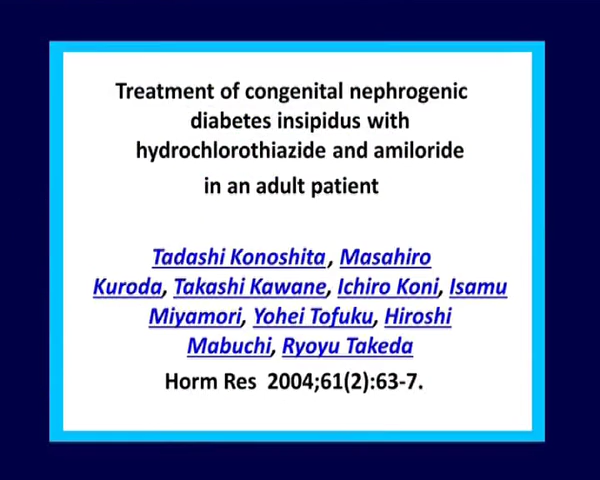 Treatment of congenital nephrogenic
diabetes insipidus with
hydrochlorothiazide and amiloride
in an adult patient
Tadashi Konoshita, Masahiro
Kuroda, Takashi Kawane, Ichiro Koni, Isamu
Miyamori, Yohei Tofuku, Hiroshi
Mabuchi, Ryoyu Takeda
Horm Res 2004;61(2):63-7.